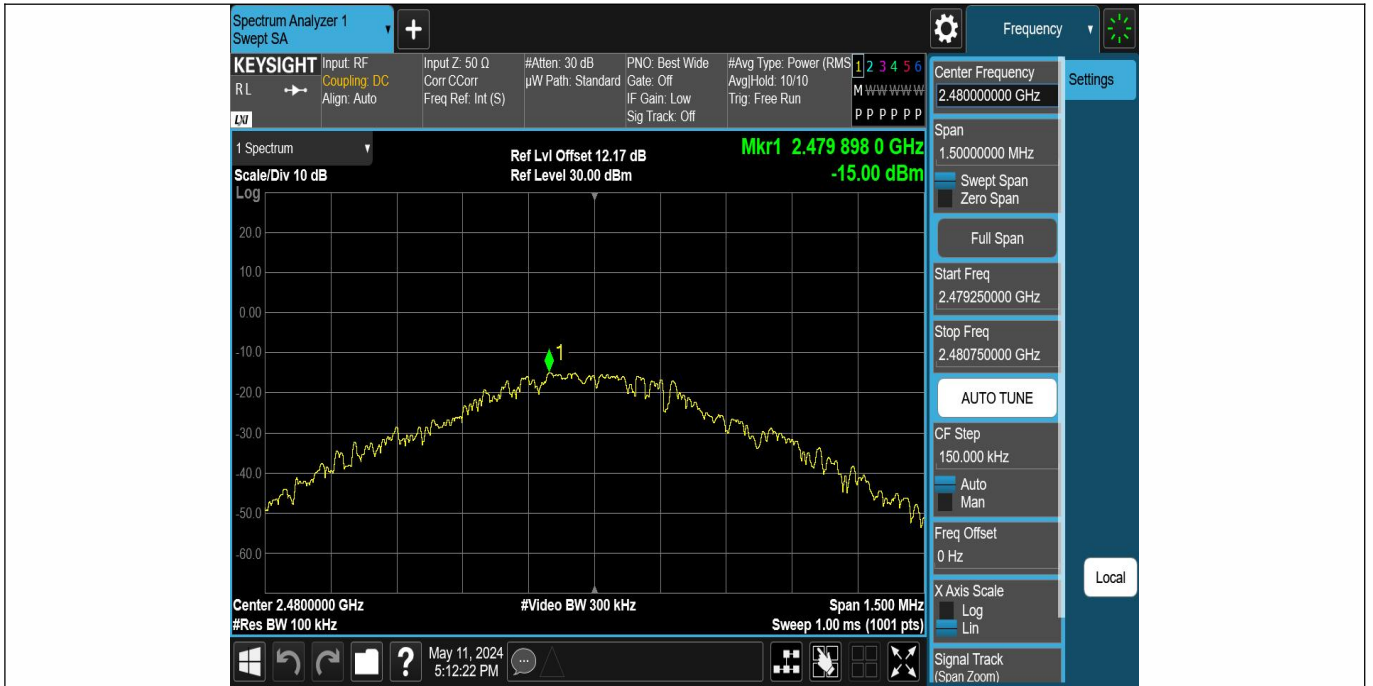 Spectrum Analyzer 1
Swept SA
+
Frequency
KEYSIGHT
R L
LXI
Input: RF
Coupling: DC
Align: Auto
Input Z: 50 Ω
Corr CCorr
Freq Ref: Int (S)
#Atten: 30 dB
µW Path: Standard
PNO: Best Wide
Gate: Off
IF Gain: Low
Sig Track: Off
#Avg Type: Power (RMS
Avg|Hold: 10/10
Trig: Free Run
1 2 3 4 5 6
M W W W W W
P P P P P P
1 Spectrum
Scale/Div 10 dB
Log
Ref Lvl Offset 12.17 dB
Ref Level 30.00 dBm
Mkr1 2.479 898 0 GHz
-15.00 dBm
20.0
10.0
0.00
-10.0
-20.0
-30.0
-40.0
-50.0
-60.0
1
Center 2.4800000 GHz
#Res BW 100 kHz
#Video BW 300 kHz
Span 1.500 MHz
Sweep 1.00 ms (1001 pts)
Center Frequency
2.480000000 GHz
Settings
Span
1.50000000 MHz
Swept Span
Zero Span
Full Span
Start Freq
2.479250000 GHz
Stop Freq
2.480750000 GHz
AUTO TUNE
CF Step
150.000 kHz
Auto
Man
Freq Offset
0 Hz
X Axis Scale
Log
Lin
Local
Signal Track
(Span Zoom)
?
May 11, 2024
5:12:22 PM